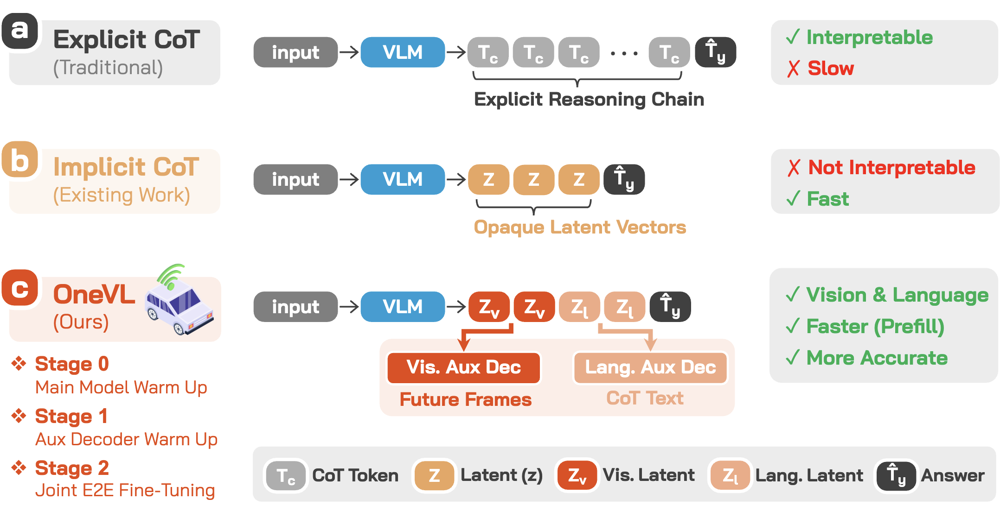 a
Explicit CoT
(Traditional)
input
VLM
Tc Tc Tc ... Tc T̂y
Explicit Reasoning Chain
✓ Interpretable
✗ Slow
b
Implicit CoT
(Existing Work)
input
VLM
Z Z Z T̂y
Opaque Latent Vectors
✗ Not Interpretable
✓ Fast
c
OneVL
(Ours)
❖ Stage 0
Main Model Warm Up
❖ Stage 1
Aux Decoder Warm Up
❖ Stage 2
Joint E2E Fine-Tuning
input
VLM
Zv Zv Zl Zl T̂y
Vis. Aux Dec
Future Frames
Lang. Aux Dec
CoT Text
✓ Vision & Language
✓ Faster (Prefill)
✓ More Accurate
Tc CoT Token
Z Latent (z)
Zv Vis. Latent
Zl Lang. Latent
T̂y Answer